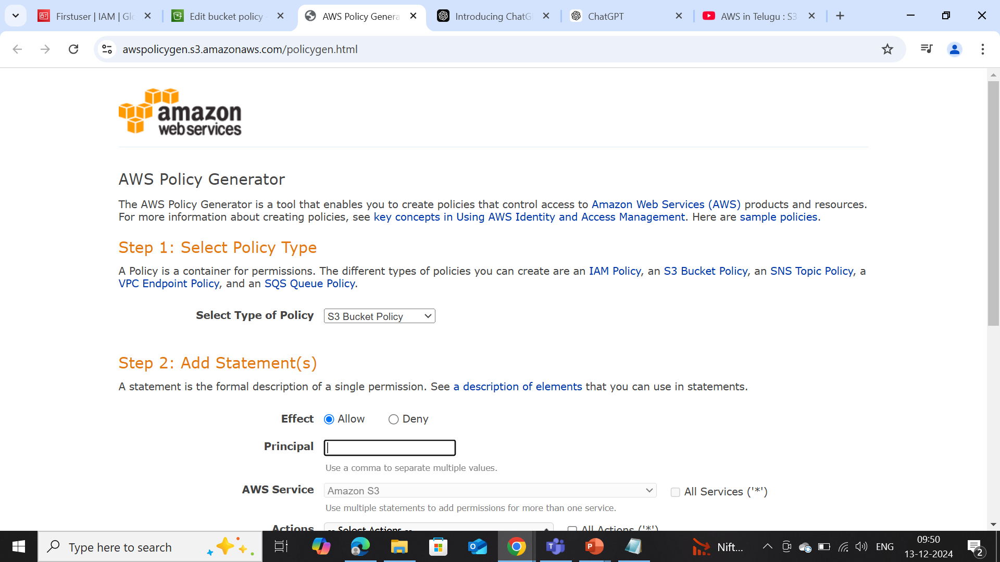 Firstuser | IAM | Glo
Edit bucket policy -
AWS Policy Genera
Introducing ChatG
ChatGPT
AWS in Telugu : S3
awspolicygen.s3.amazonaws.com/policygen.html
amazon
webservices
AWS Policy Generator
The AWS Policy Generator is a tool that enables you to create policies that control access to Amazon Web Services (AWS) products and resources.
For more information about creating policies, see key concepts in Using AWS Identity and Access Management. Here are sample policies.
Step 1: Select Policy Type
A Policy is a container for permissions. The different types of policies you can create are an IAM Policy, an S3 Bucket Policy, an SNS Topic Policy, a
VPC Endpoint Policy, and an SQS Queue Policy.
Select Type of Policy S3 Bucket Policy
Step 2: Add Statement(s)
A statement is the formal description of a single permission. See a description of elements that you can use in statements.
Effect Allow Deny
Principal
Use a comma to separate multiple values.
AWS Service Amazon S3 All Services ('*')
Use multiple statements to add permissions for more than one service.
Actions -- Select Actions -- All Actions ('*')
Type here to search
Nift...
ENG
09:50
13-12-2024
2